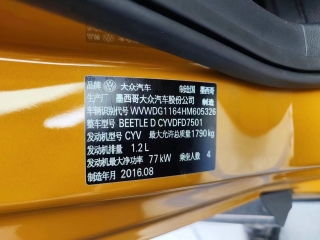 品牌 大众汽车 制造国 墨西哥
生产厂 墨西哥大众汽车股份公司 制造
车辆识别代号 WVWDG1164HM605326
型号 BEETLE D CYVDFD7501
发动机型号 CYV 最大允许总质量 1790 kg
发动机排量 1.2 L
发动机最大净功率 77 kW 乘坐人数 4
制造年月 2016.08